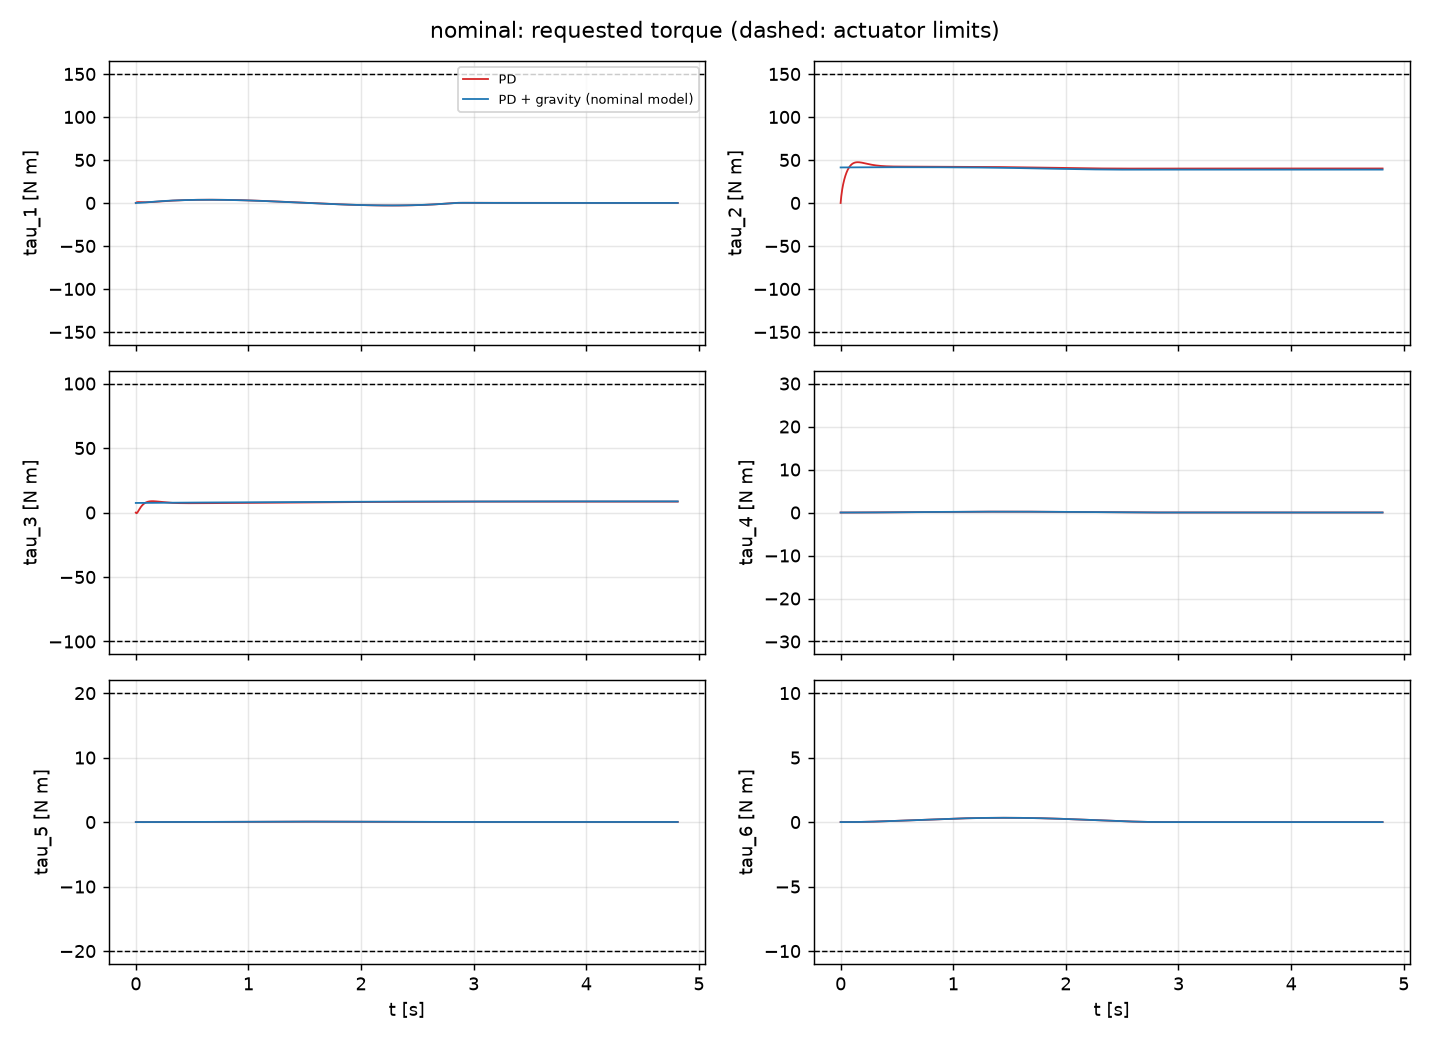 nominal: requested torque (dashed: actuator limits)
150
100
50
0
−50
−100
−150
tau_1 [N m]
PD
PD + gravity (nominal model)
150
100
50
0
−50
−100
−150
tau_2 [N m]
100
50
0
−50
−100
tau_3 [N m]
30
20
10
0
−10
−20
−30
tau_4 [N m]
20
10
0
−10
−20
tau_5 [N m]
0 1 2 3 4 5
t [s]
10
5
0
−5
−10
tau_6 [N m]
0 1 2 3 4 5
t [s]